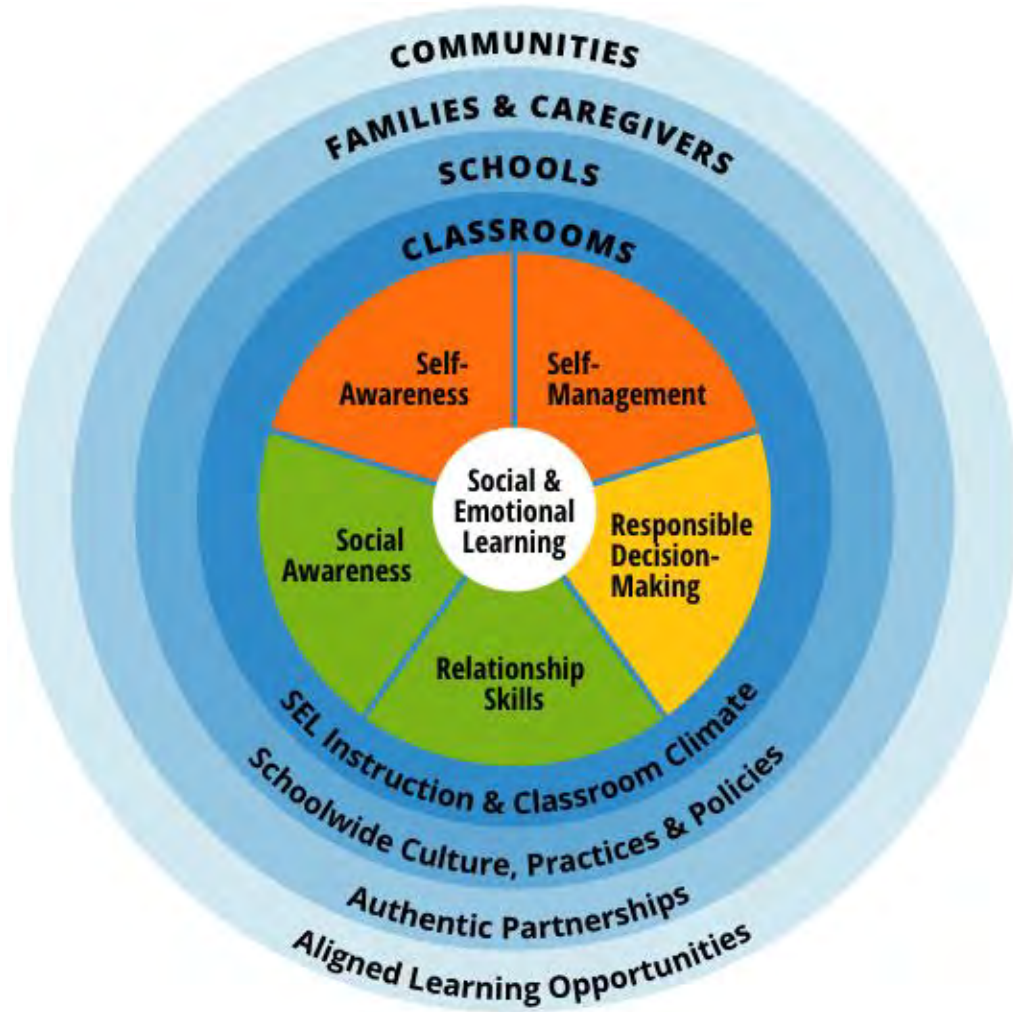 COMMUNITIES
FAMILIES & CAREGIVERS
SCHOOLS
CLASSROOMS
Self-
Awareness
Self-
Management
Social &
Emotional
Learning
Social
Awareness
Responsible
Decision-
Making
Relationship
Skills
SEL Instruction & Classroom Climate
Schoolwide Culture, Practices & Policies
Authentic Partnerships
Aligned Learning Opportunities